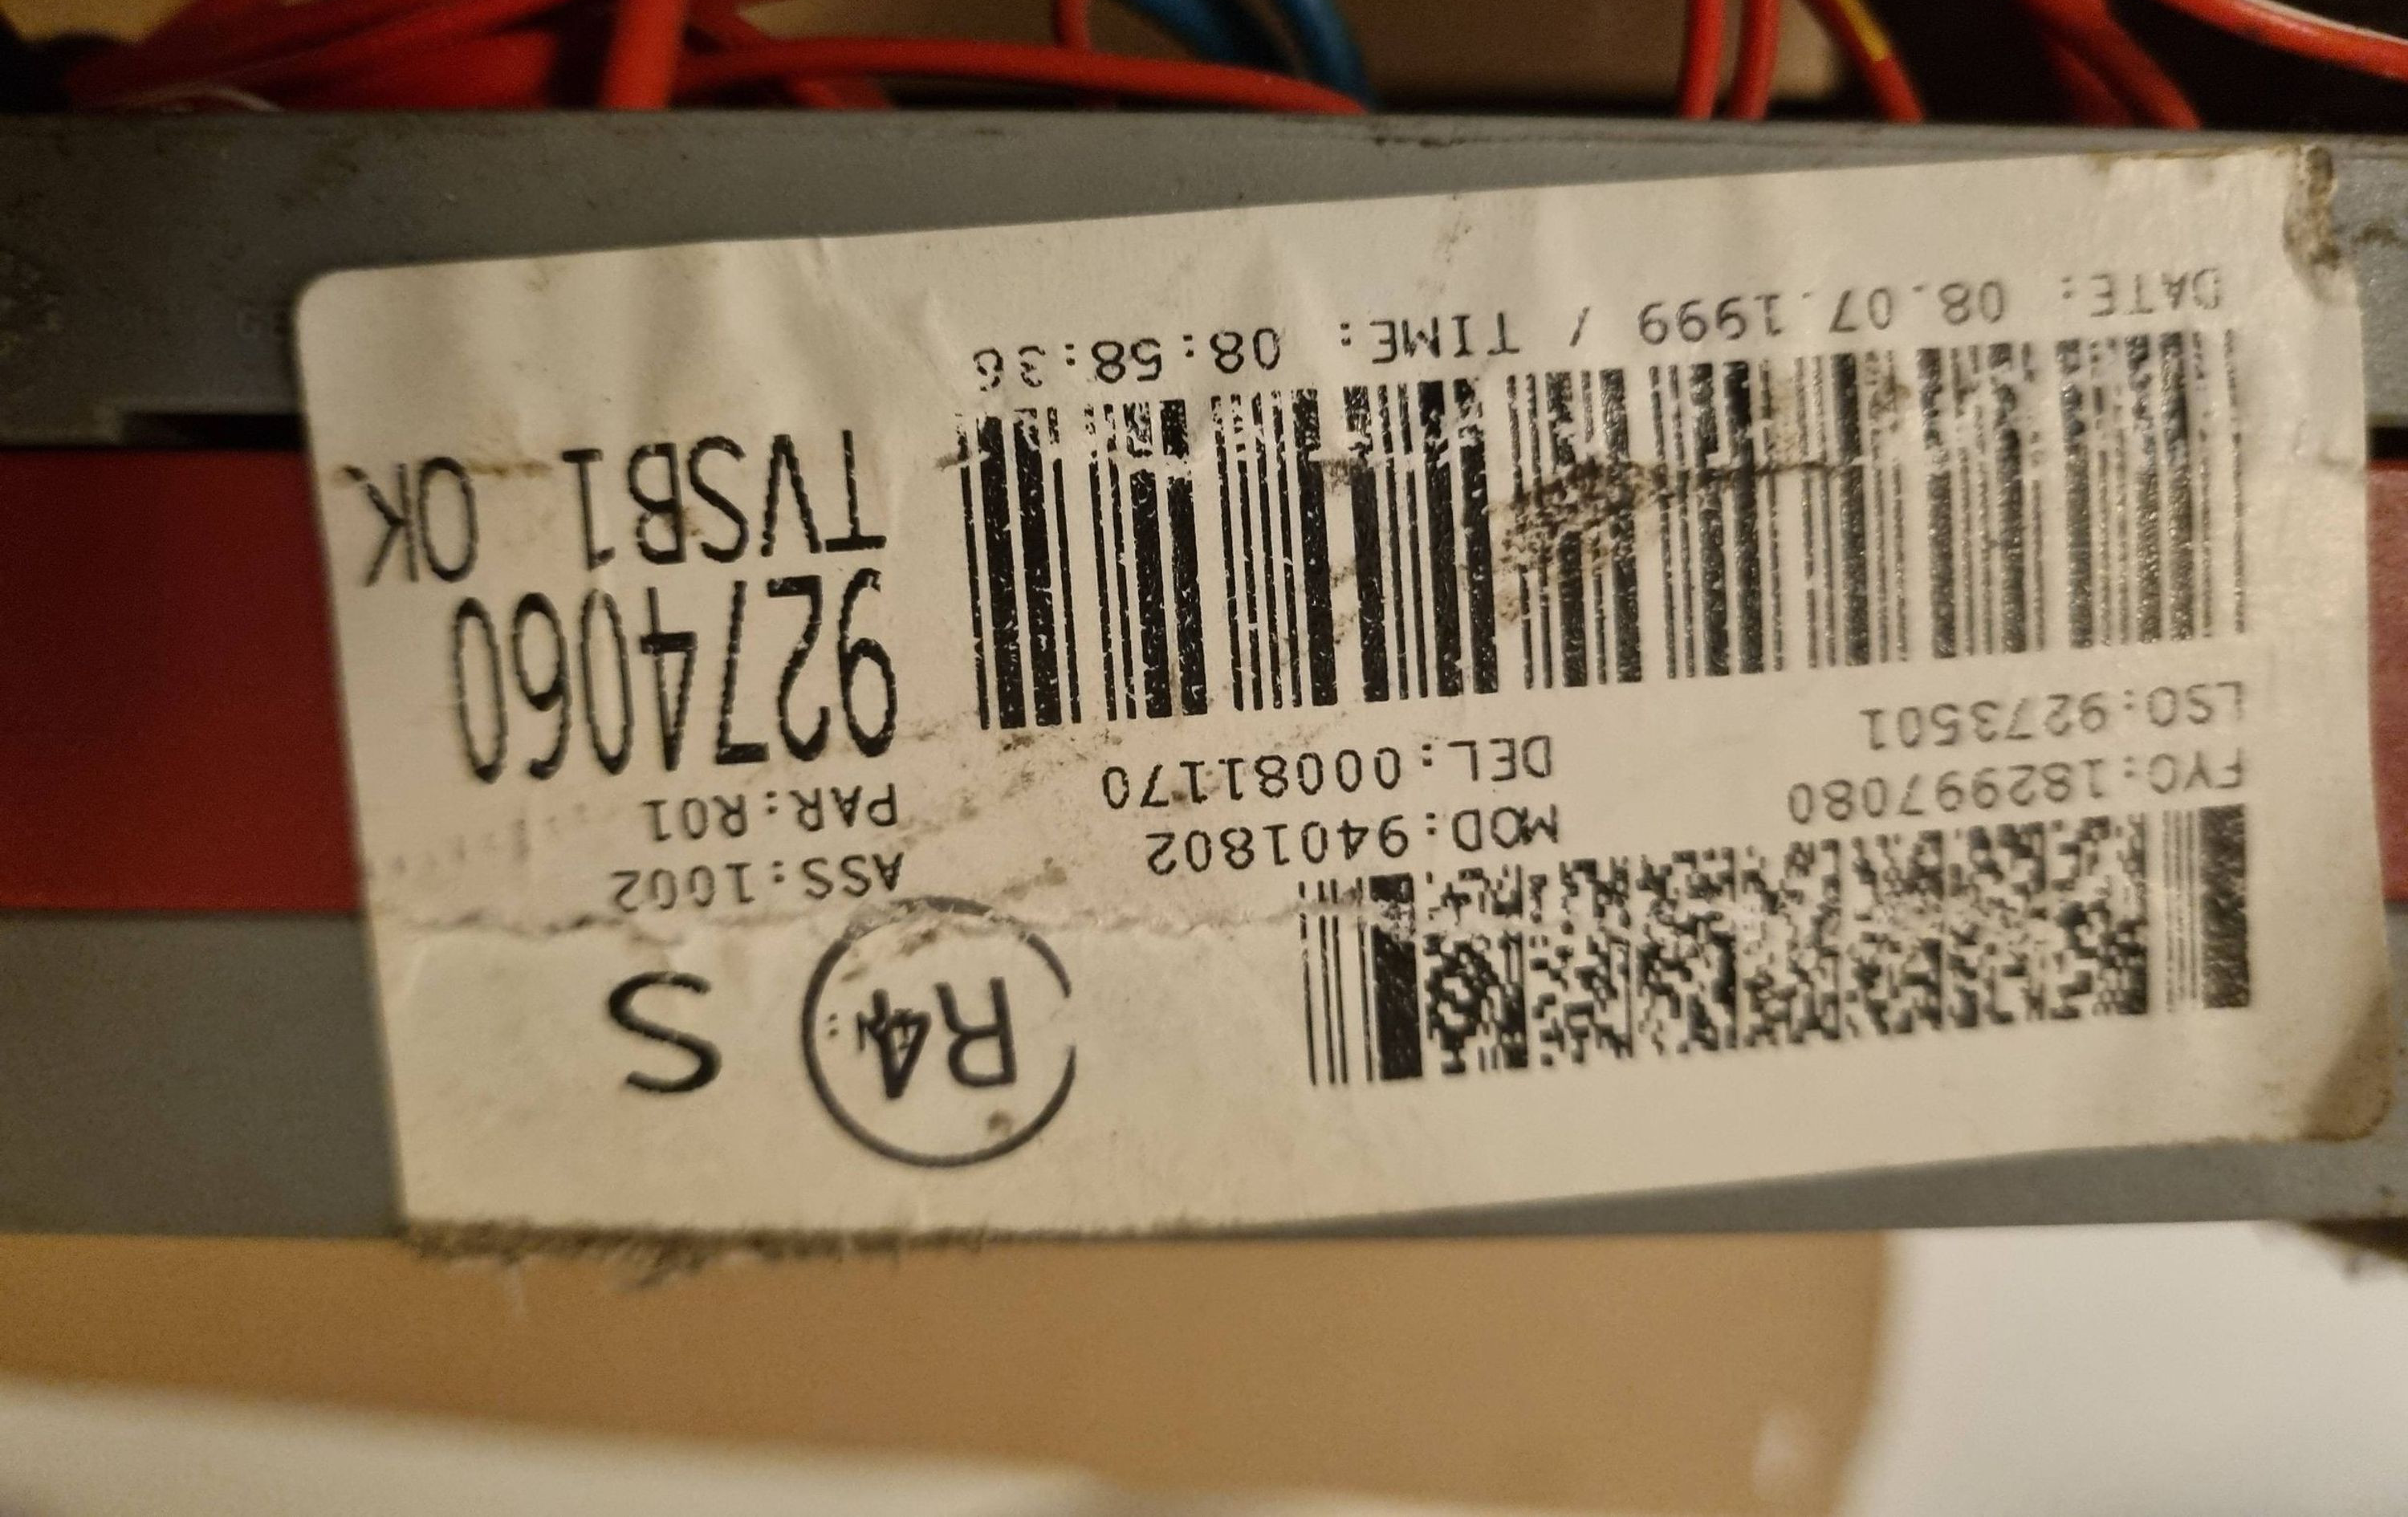 R4 S
FYC:182997080 MOD:9401802 ASS:1002
LSO:9273501 DEL:00081170 PAR:R01
9274060
TVSB1 OK
DATE: 08.07.1999 / TIME: 08:58:36